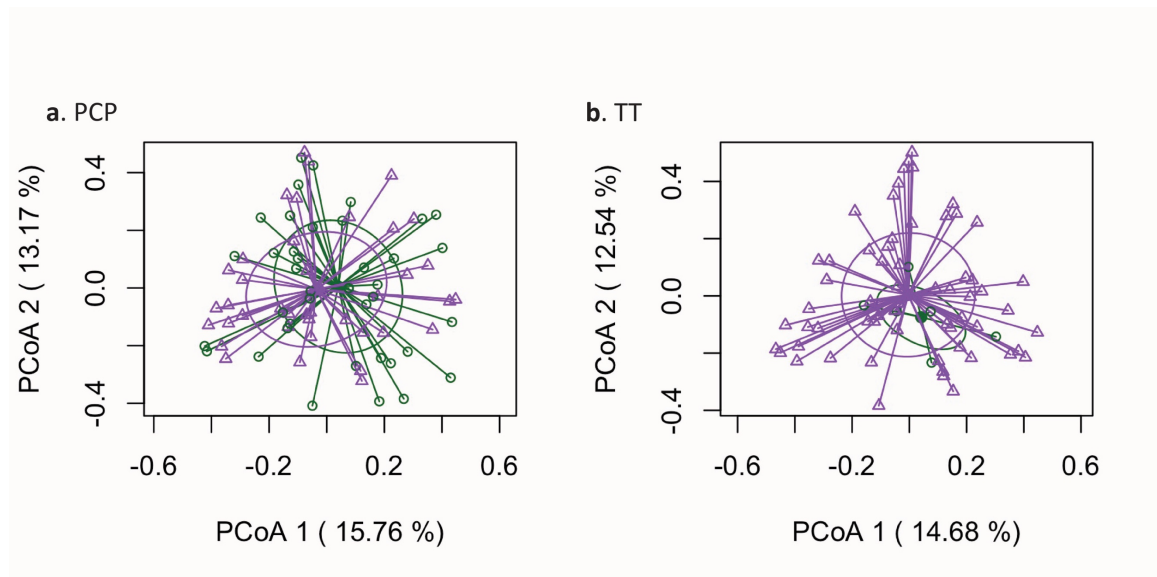 a. PCP
0.4
0.0
-0.4
PCoA 2 ( 13.17 %)
-0.6
-0.2
0.2
0.6
PCoA 1 ( 15.76 %)
b. TT
0.4
0.0
-0.4
PCoA 2 ( 12.54 %)
-0.6
-0.2
0.2
0.6
PCoA 1 ( 14.68 %)